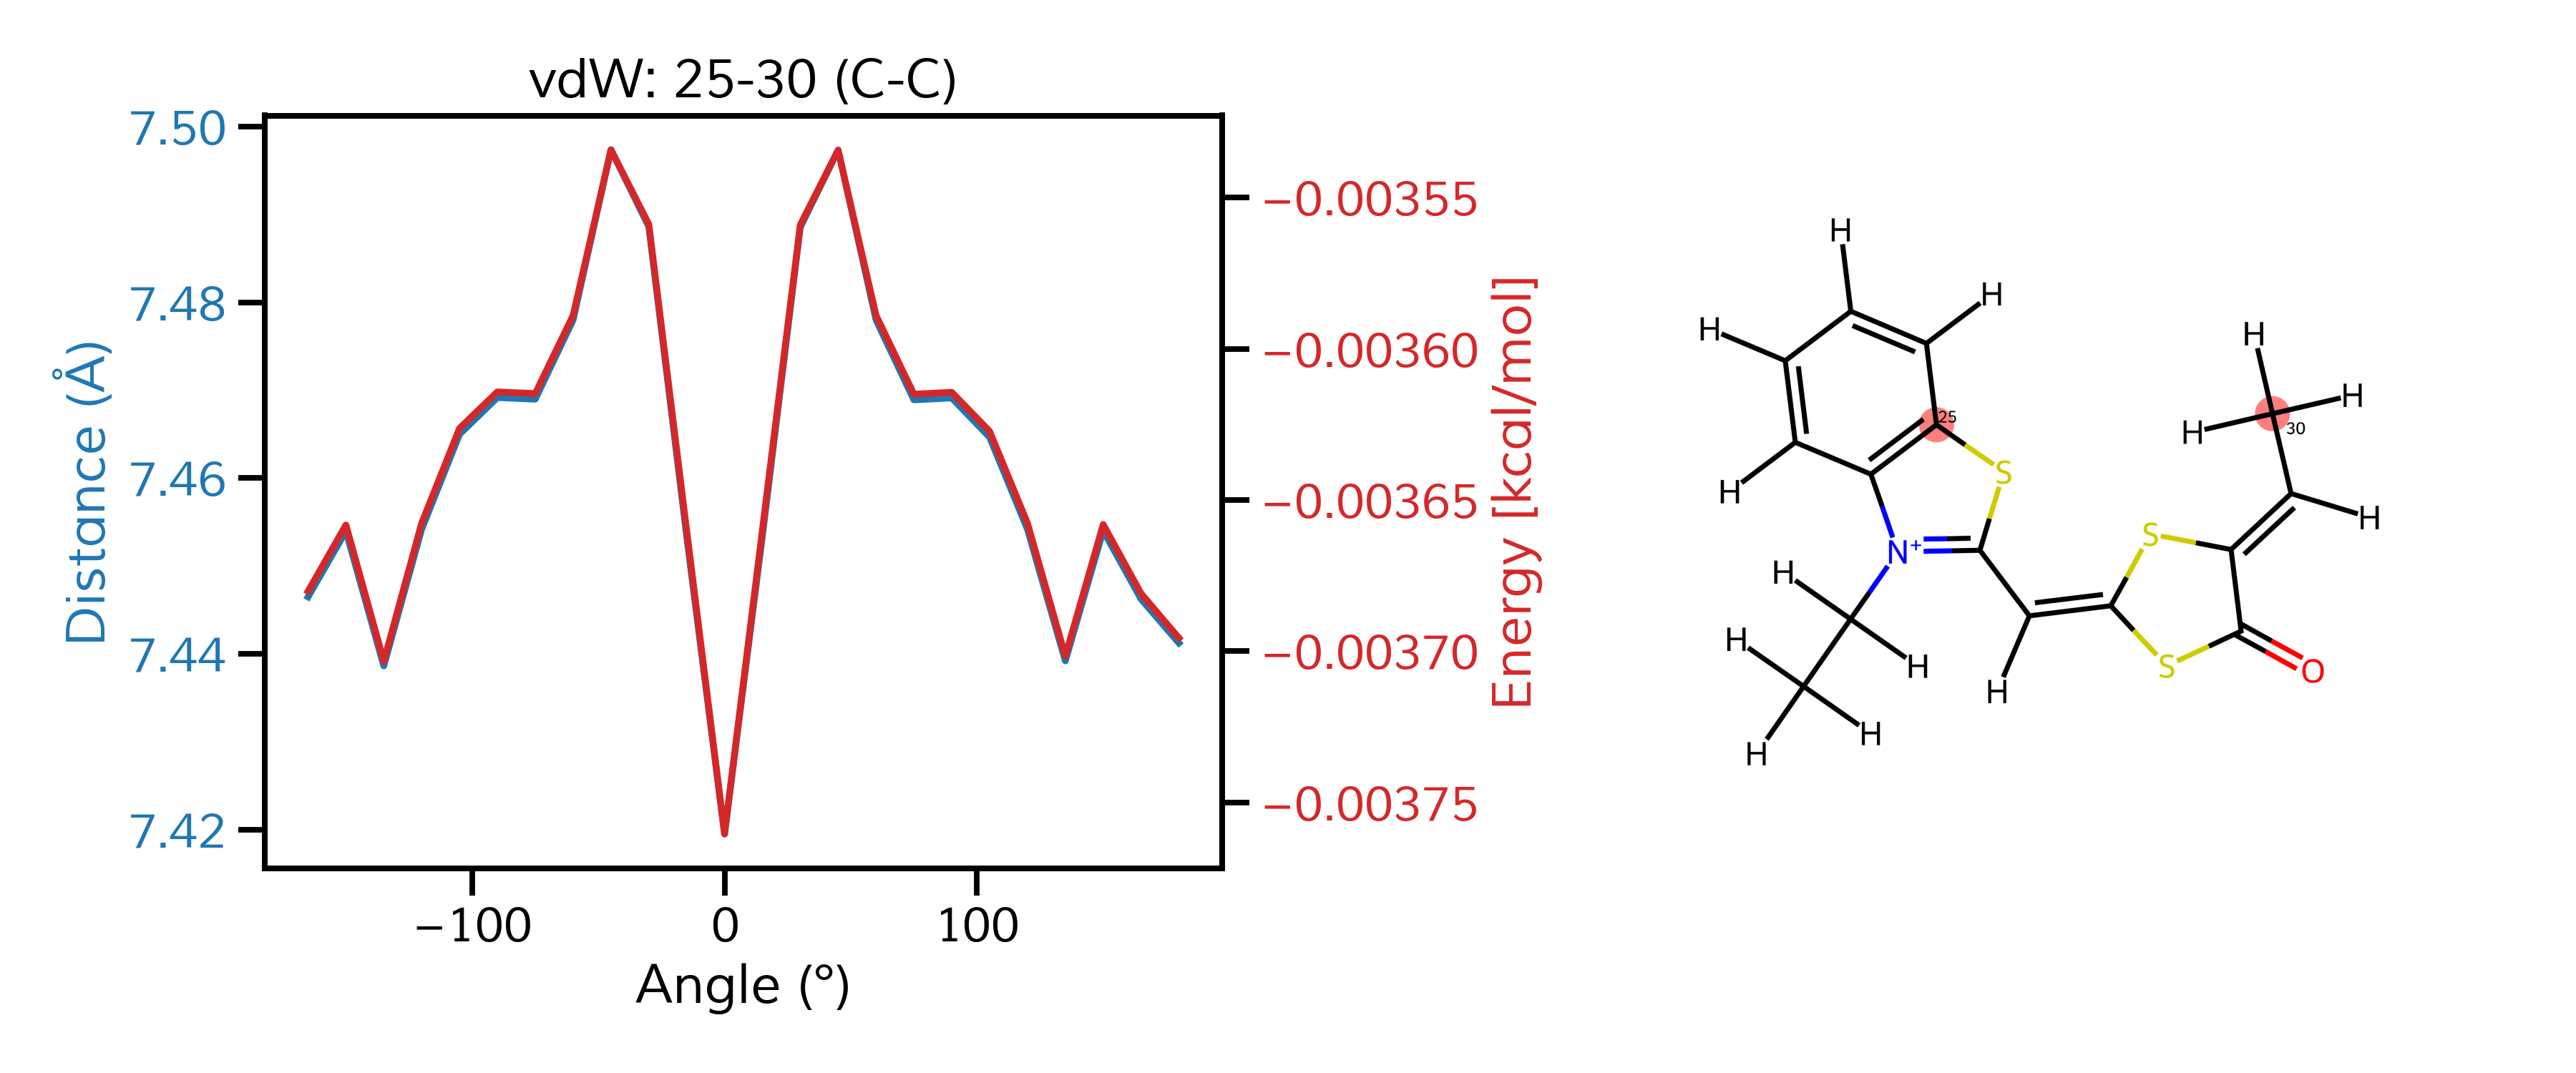 vdW: 25-30 (C-C)
7.50
7.48
7.46
7.44
7.42
Distance (Å)
−100
0
100
Angle (°)
−0.00355
−0.00360
−0.00365
−0.00370
−0.00375
Energy [kcal/mol]
H
H
H
H
H
H
25
30
H
S
H
H
S
N+
H
H
H
S
O
H
H
H